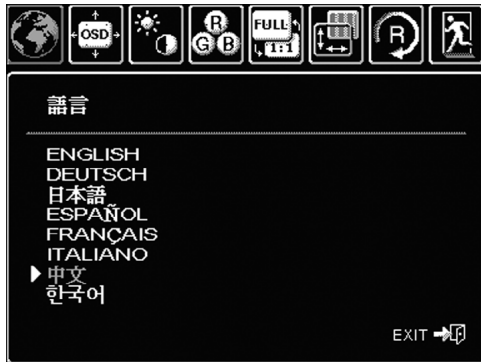 OSD
R
G B
FULL
1:1
R
語言
ENGLISH
DEUTSCH
日本語
ESPAÑOL
FRANÇAIS
ITALIANO
中文
한국어
EXIT